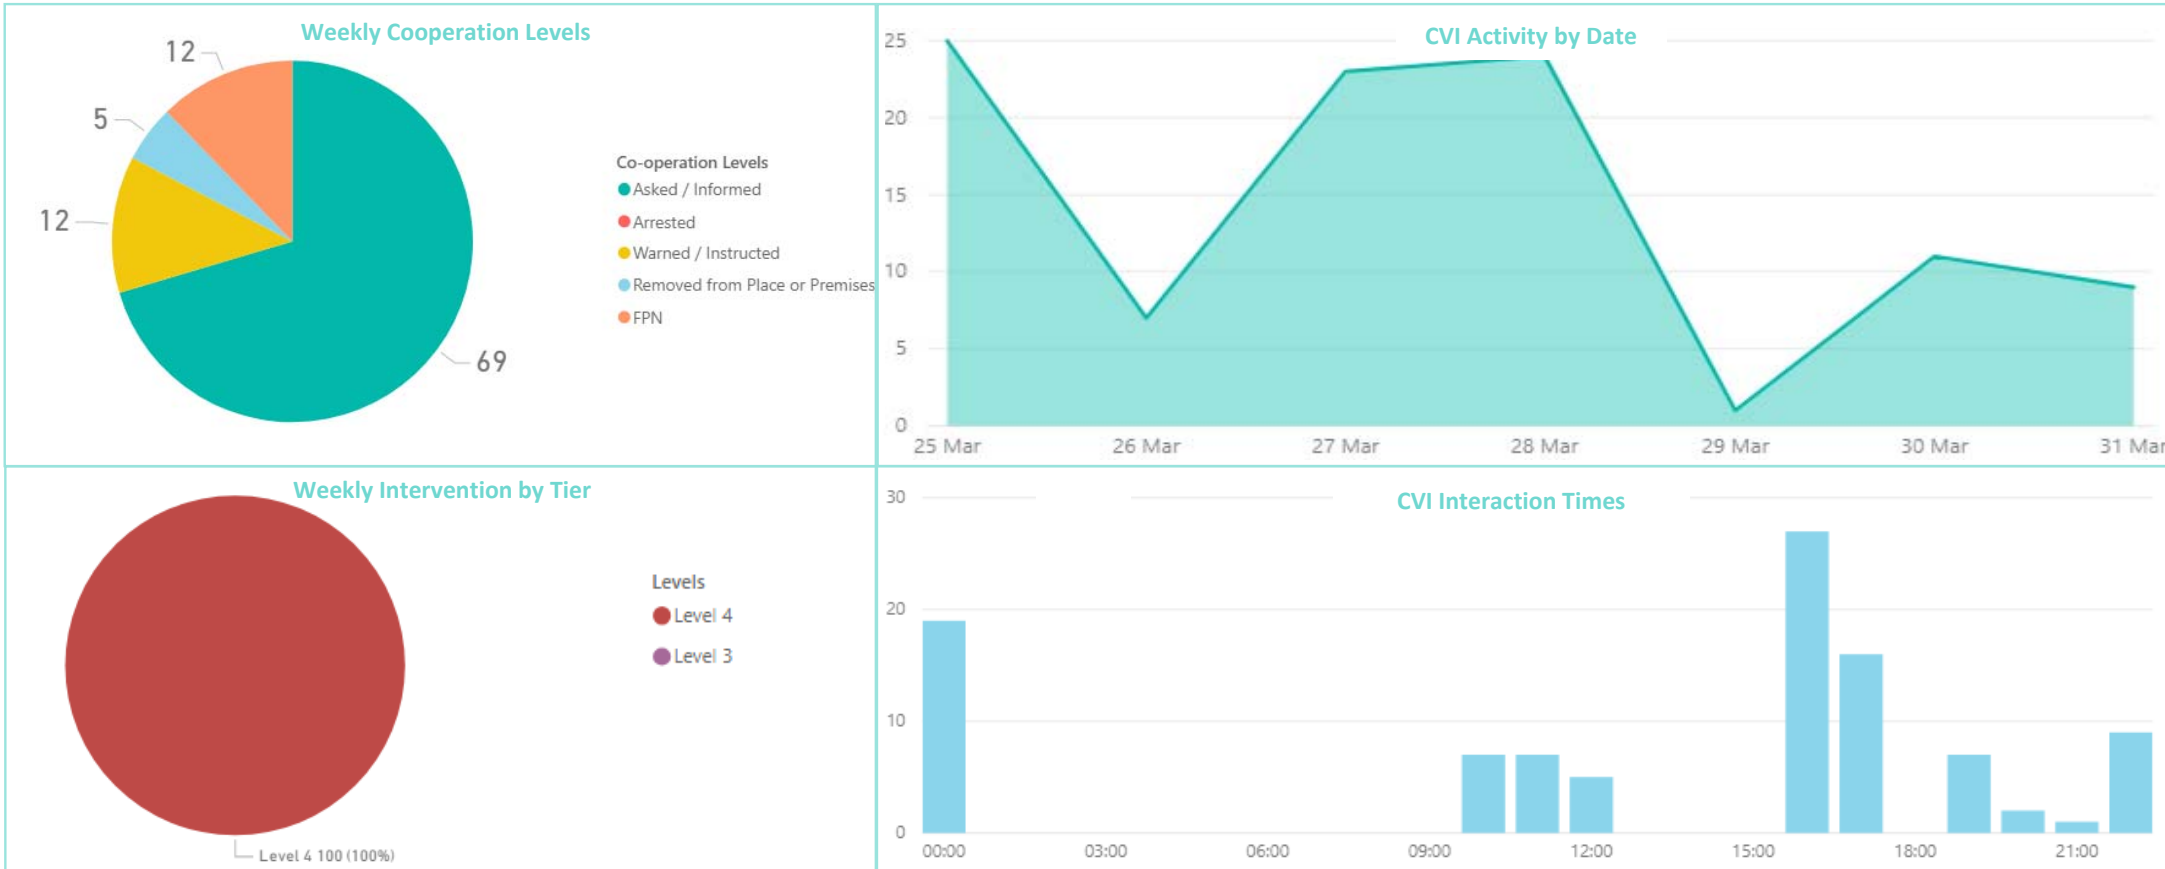 Weekly Cooperation Levels
12
5
12
69
Co-operation Levels
Asked / Informed
Arrested
Warned / Instructed
Removed from Place or Premises
FPN
CVI Activity by Date
25
20
15
10
5
0
25 Mar 26 Mar 27 Mar 28 Mar 29 Mar 30 Mar 31 Mar
Weekly Intervention by Tier
Levels
Level 4
Level 3
Level 4 100 (100%)
CVI Interaction Times
30
20
10
0
00:00 03:00 06:00 09:00 12:00 15:00 18:00 21:00